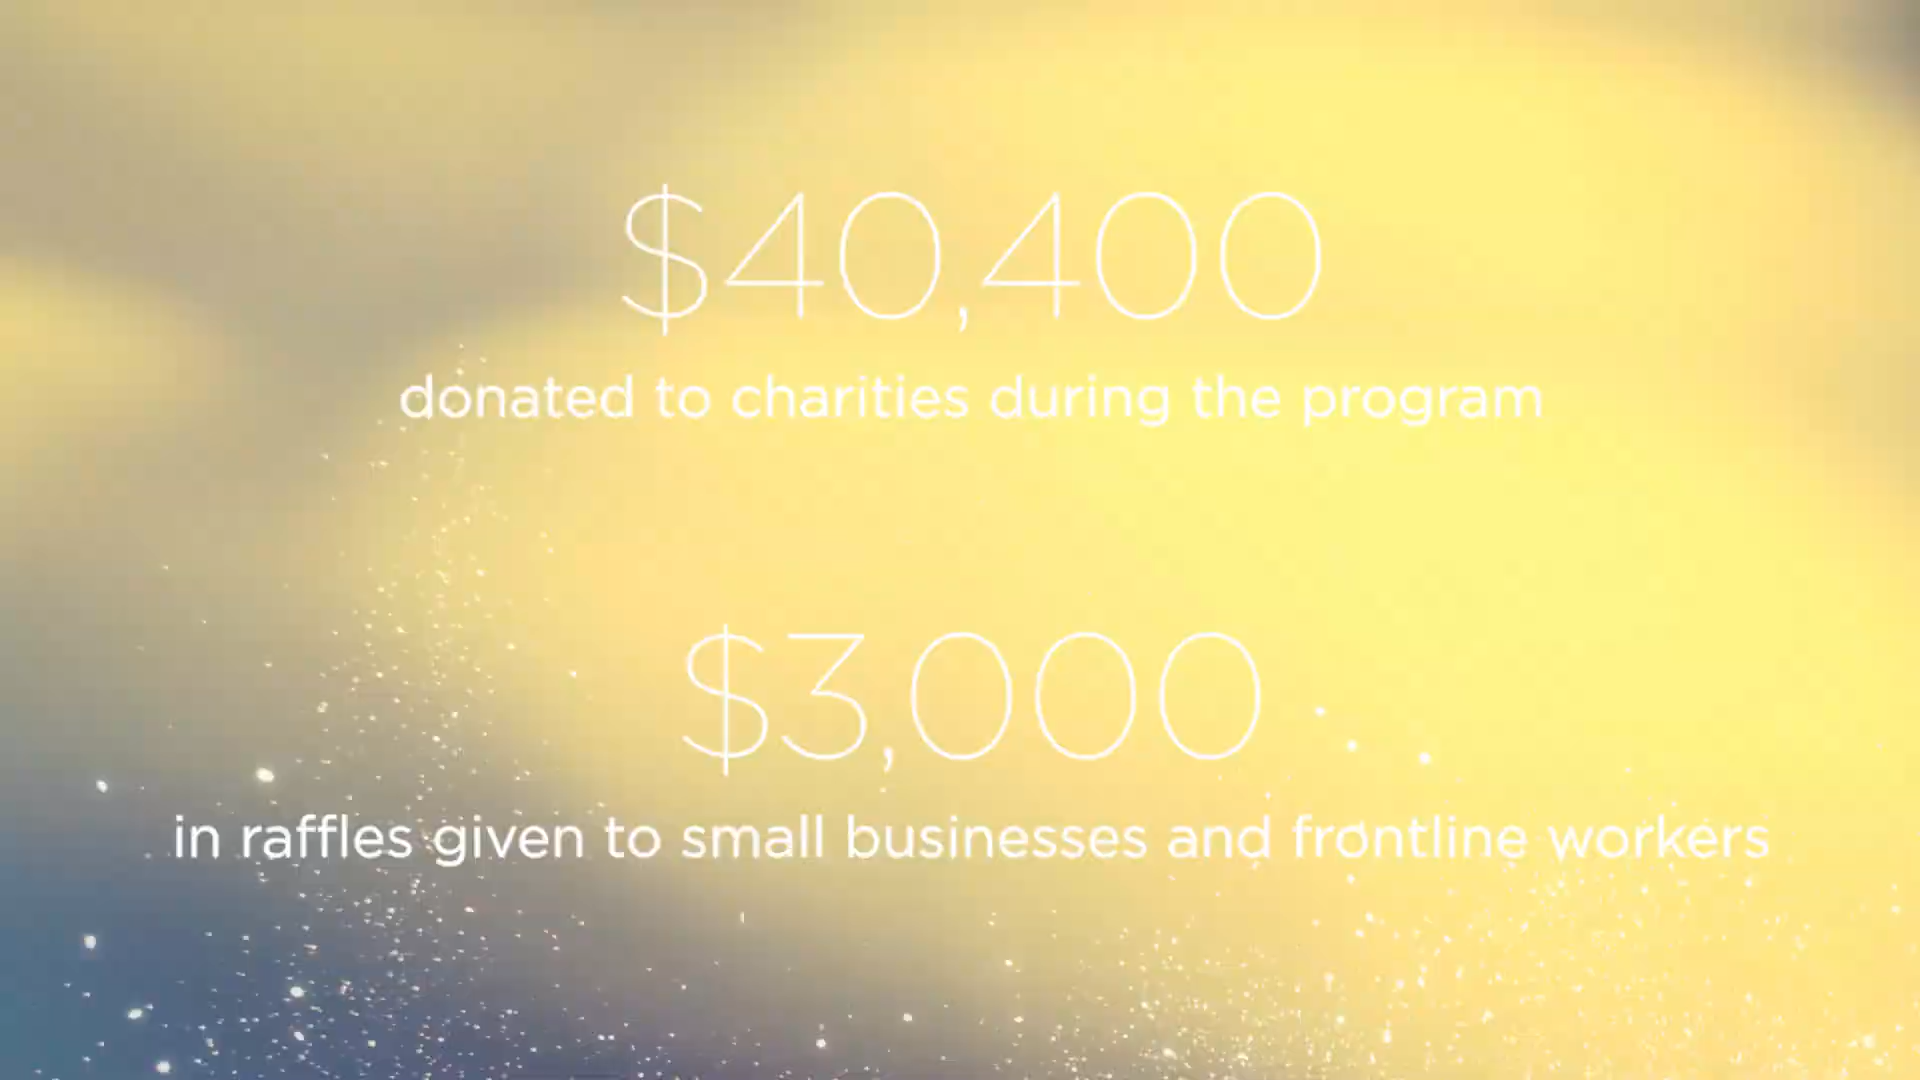 $40,400
donated to charities during the program
$3,000
in raffles given to small businesses and frontline workers